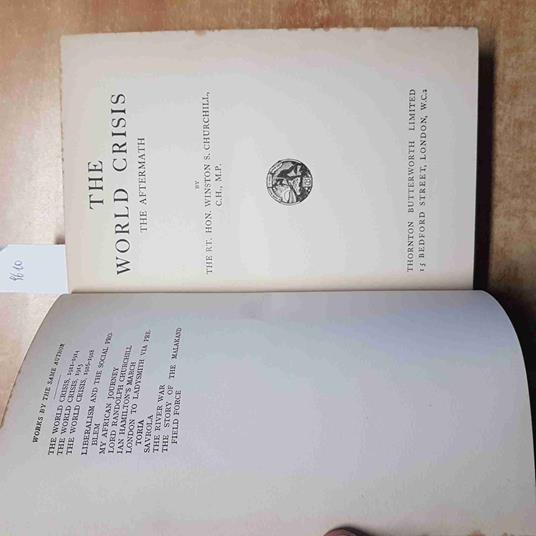 WORKS BY THE SAME AUTHOR
THE WORLD CRISIS, 1911-1914
THE WORLD CRISIS, 1915
THE WORLD CRISIS, 1916-1918
LIBERALISM AND THE SOCIAL PRO-
BLEM
MY AFRICAN JOURNEY
LORD RANDOLPH CHURCHILL
IAN HAMILTON'S MARCH
LONDON TO LADYSMITH VIA PRE-
TORIA
SAVROLA
THE RIVER WAR
THE STORY OF THE MALAKAND
FIELD FORCE
THE
WORLD CRISIS
THE AFTERMATH
BY
THE RT. HON. WINSTON S. CHURCHILL,
C.H., M.P.
THORNTON BUTTERWORTH LIMITED
15 BEDFORD STREET, LONDON, W.C.2